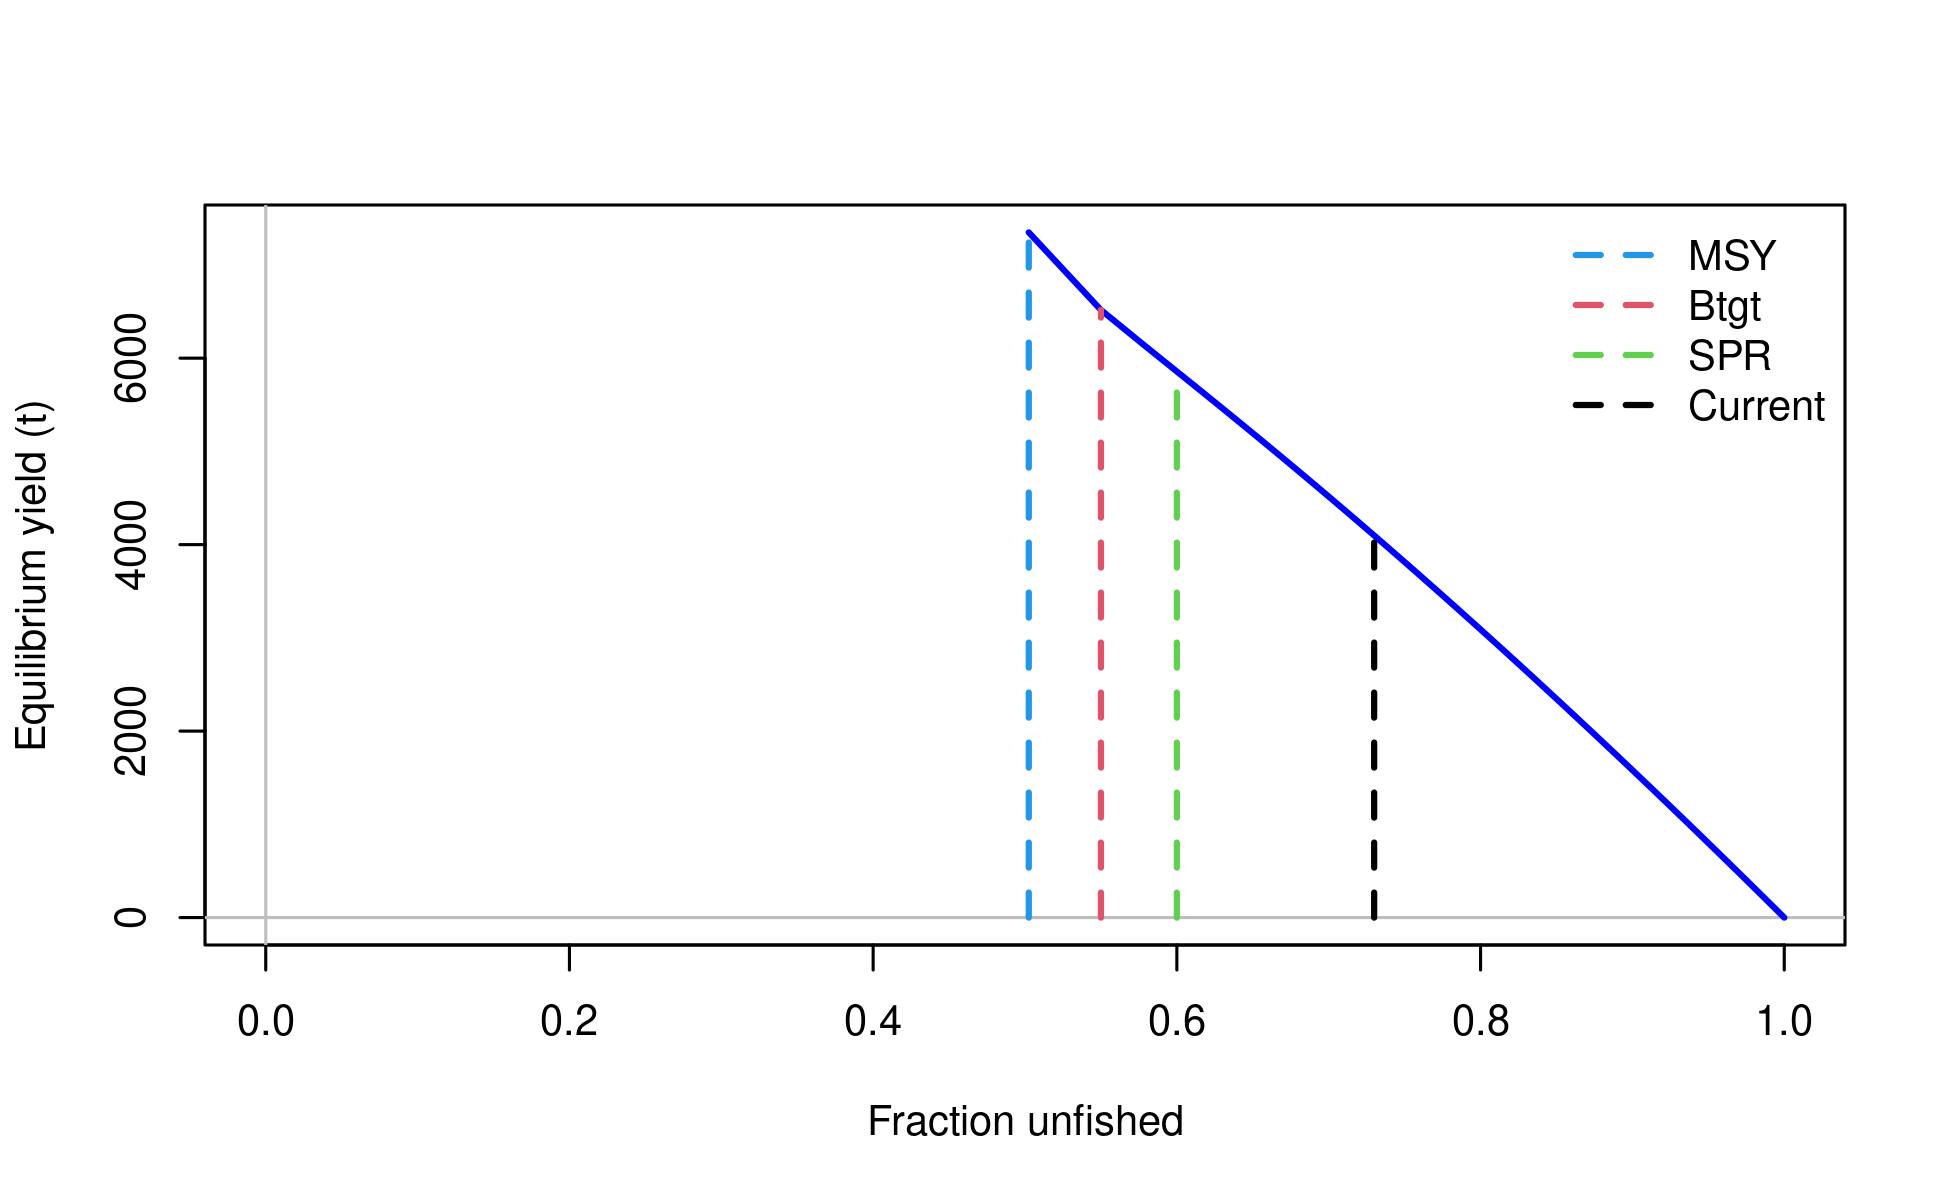 MSY
Btgt
SPR
Current
Equilibrium yield (t)
6000
4000
2000
0
0.0 0.2 0.4 0.6 0.8 1.0
Fraction unfished